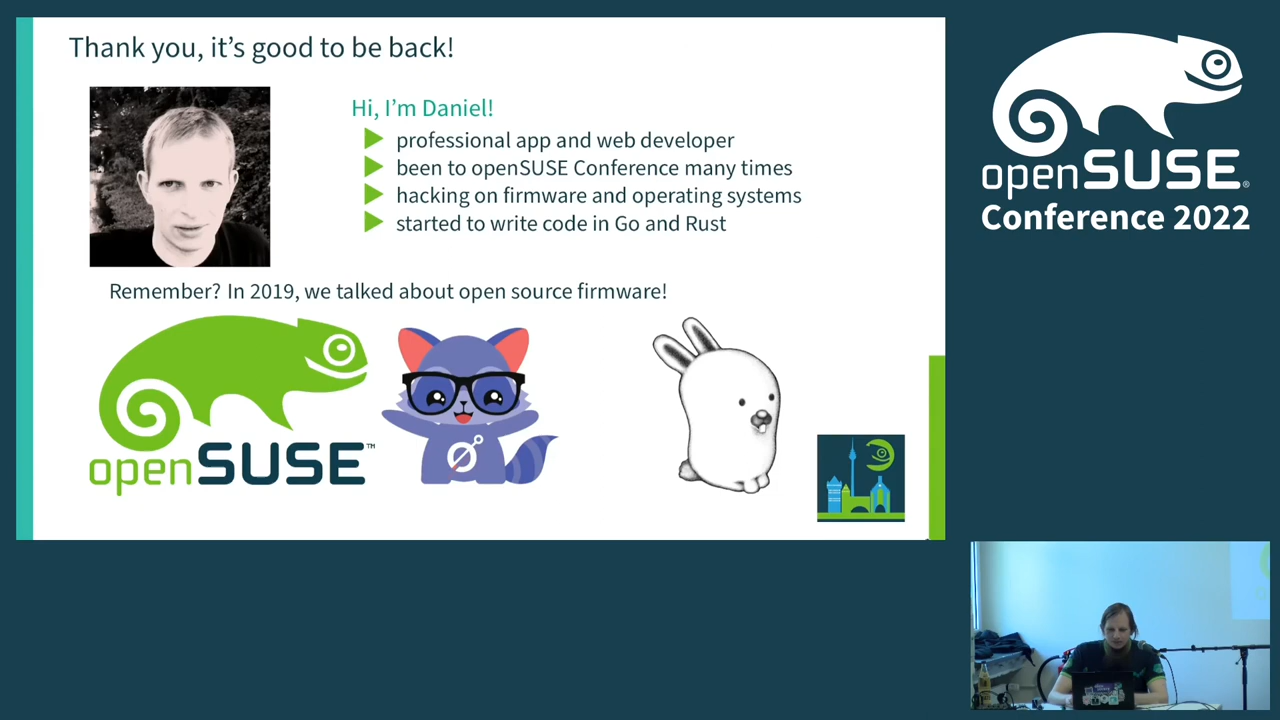 Thank you, it’s good to be back!
Hi, I’m Daniel!
professional app and web developer
been to openSUSE Conference many times
hacking on firmware and operating systems
started to write code in Go and Rust
Remember? In 2019, we talked about open source firmware!
openSUSE™
openSUSE®
Conference 2022